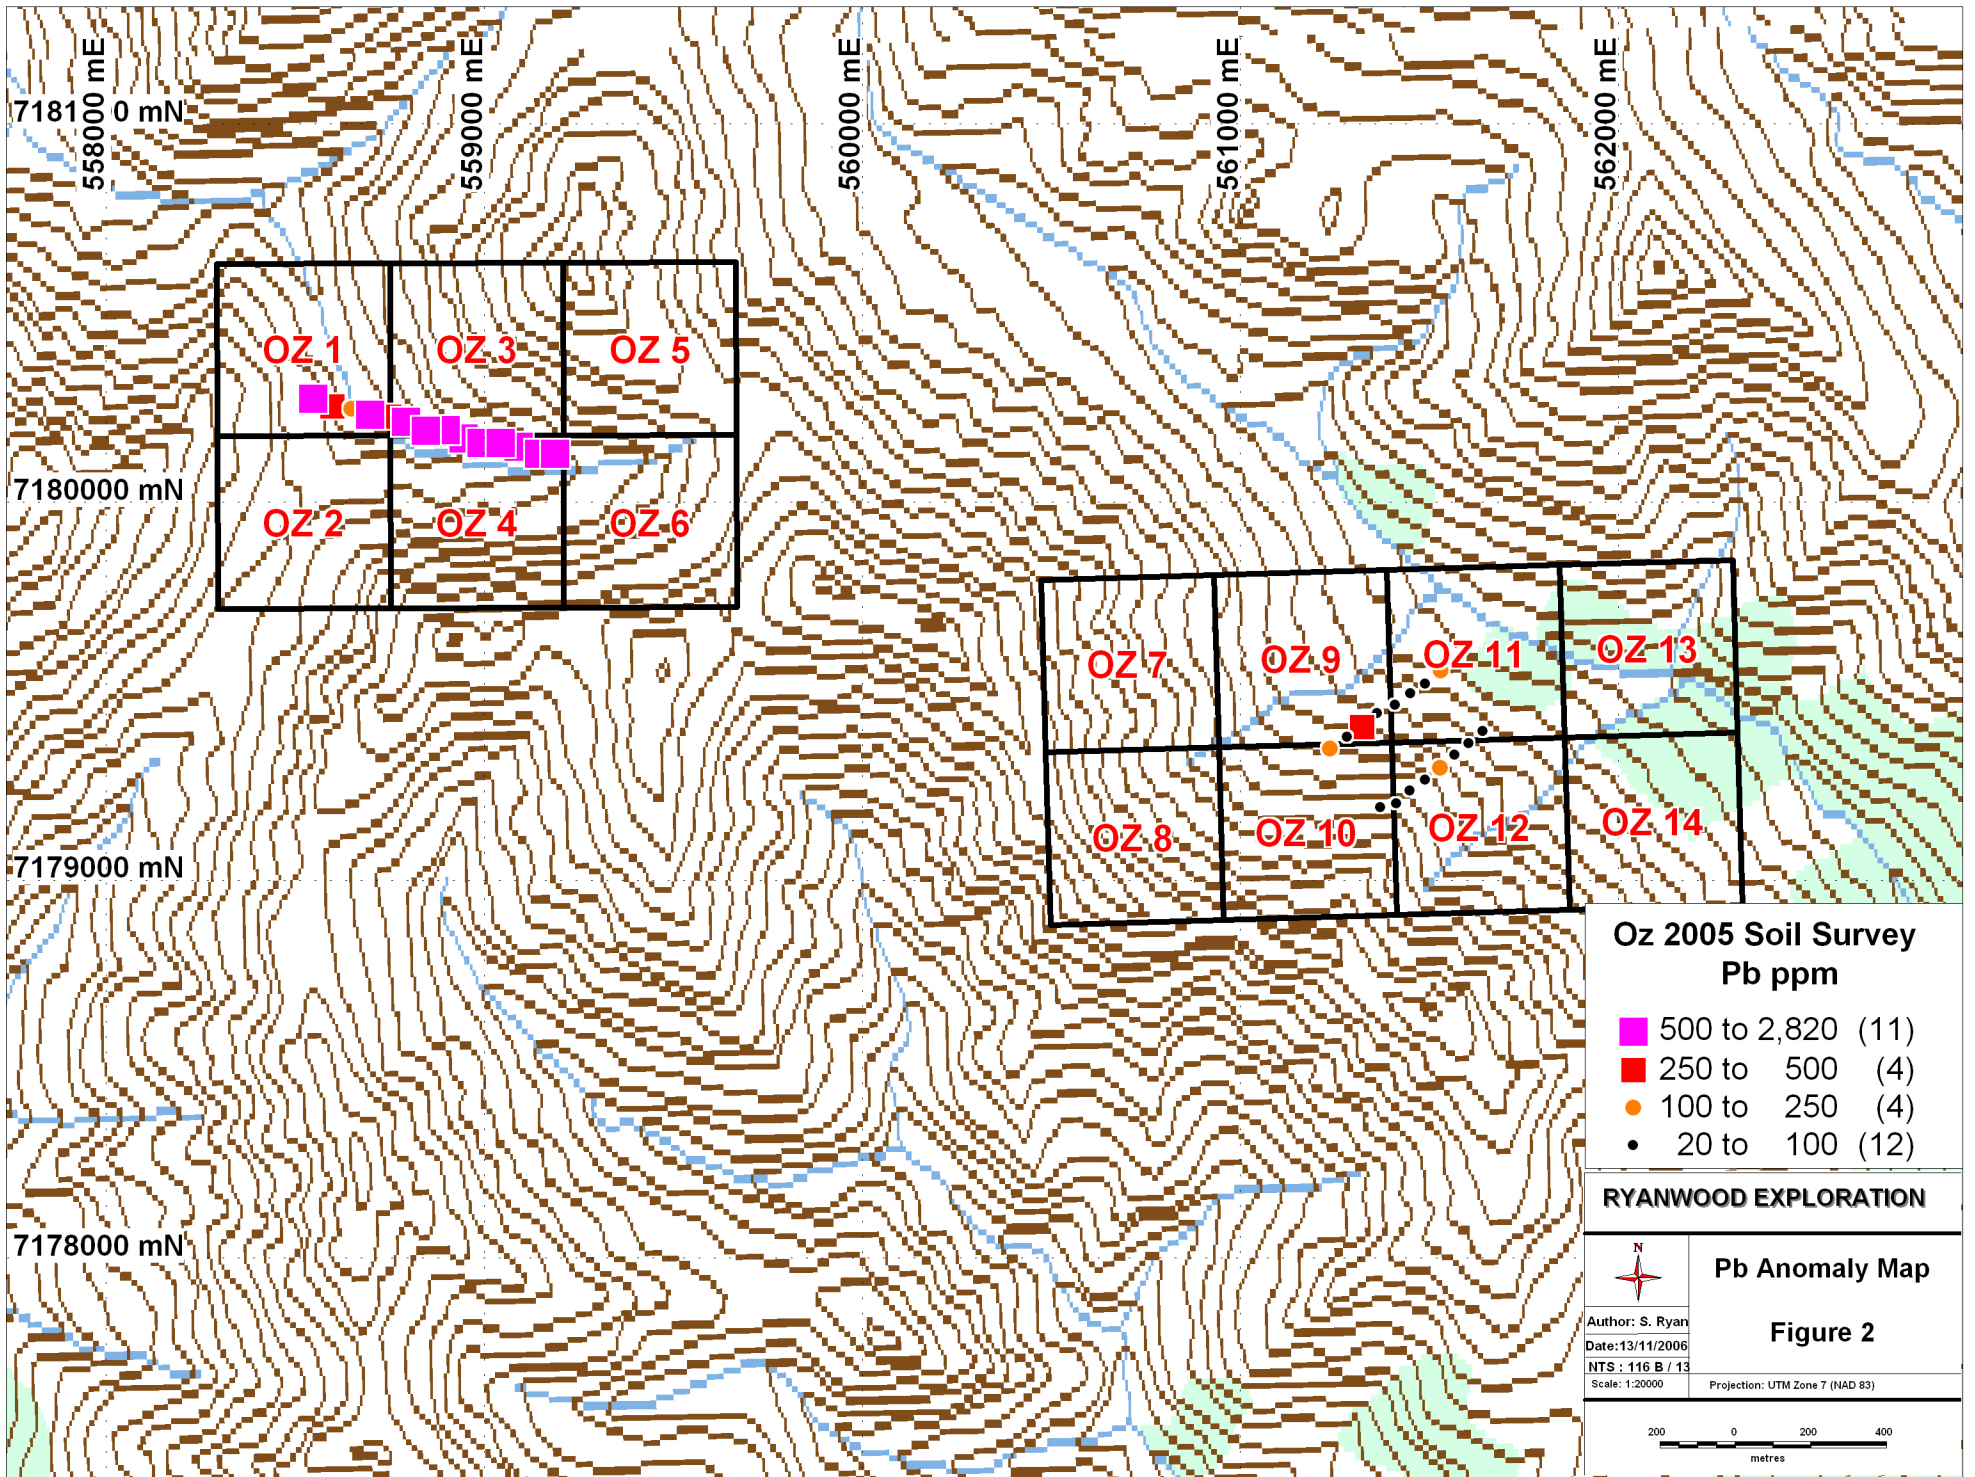 558000 mE
559000 mE
560000 mE
561000 mE
562000 mE
7181 0 mN
OZ 1
OZ 3
OZ 5
7180000 mN
OZ 2
OZ 4
OZ 6
OZ 7
OZ 9
OZ 11
OZ 13
OZ 8
OZ 10
OZ 12
OZ 14
7179000 mN
7178000 mN
Oz 2005 Soil Survey
Pb ppm
500 to 2,820 (11)
250 to 500 (4)
100 to 250 (4)
20 to 100 (12)
RYANWOOD EXPLORATION
N
Pb Anomaly Map
Figure 2
Author: S. Ryan
Date:13/11/2006
NTS : 116 B / 13
Scale: 1:20000
Projection: UTM Zone 7 (NAD 83)
200 0 200 400
metres